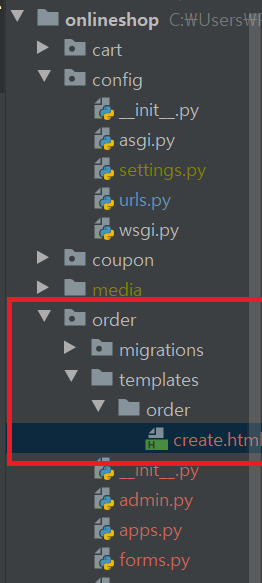 onlineshop C:₩Users₩
cart
config
__init__.py
asgi.py
settings.py
urls.py
wsgi.py
coupon
media
order
migrations
templates
order
H create.html
__init__.py
admin.py
apps.py
forms.py